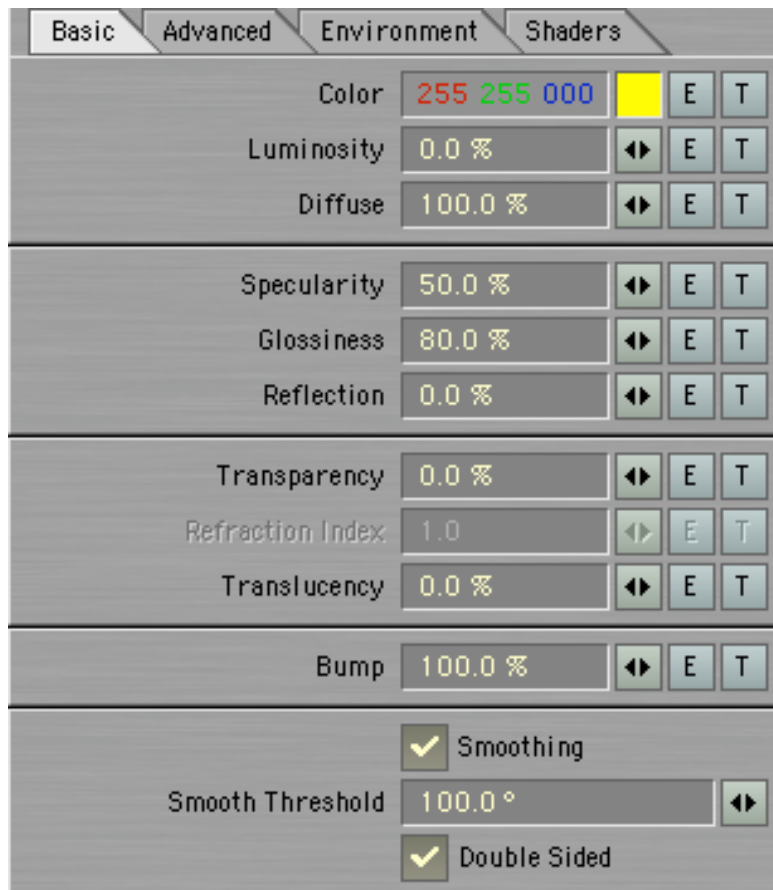 Basic Advanced Environment Shaders
Color 255 255 000 E T
Luminosity 0.0 % E T
Diffuse 100.0 % E T
Specularity 50.0 % E T
Glossiness 80.0 % E T
Reflection 0.0 % E T
Transparency 0.0 % E T
Refraction Index 1.0 E T
Translucency 0.0 % E T
Bump 100.0 % E T
Smoothing
Smooth Threshold 100.0 °
Double Sided